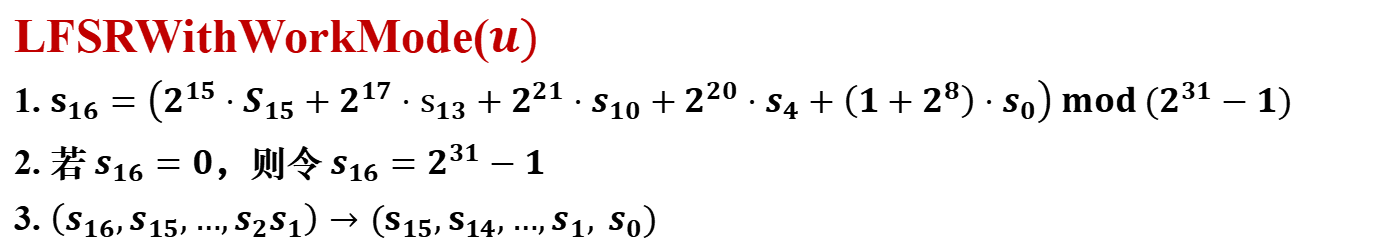 LFSRWithWorkMode(u)
1. s₁₆ = (2¹⁵ · S₁₅ + 2¹⁷ · s₁₃ + 2²¹ · s₁₀ + 2²⁰ · s₄ + (1 + 2⁸) · s₀) mod (2³¹ − 1)
2. 若 s₁₆ = 0，则令 s₁₆ = 2³¹ − 1
3. (s₁₆, s₁₅, ..., s₂s₁) → (s₁₅, s₁₄, ..., s₁, s₀)